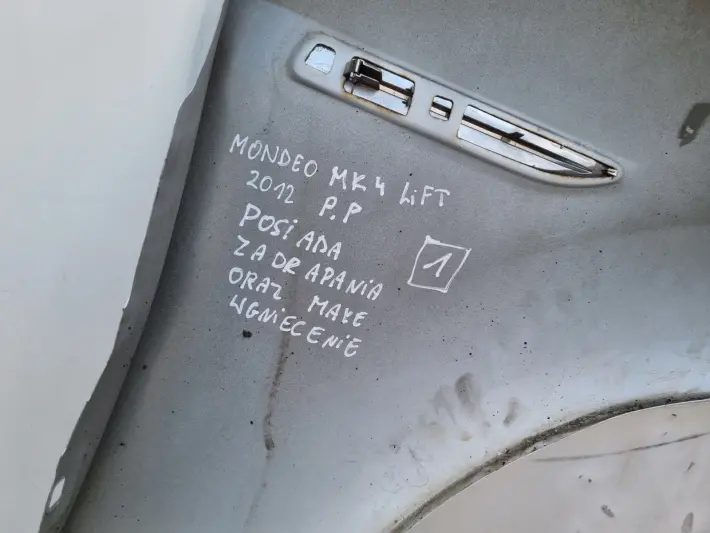 MONDEO MK4 LiFT
2012 P.P
POSiADA
ZADRAPANiA
ORAZ MAŁE
WGNiECENiE
1